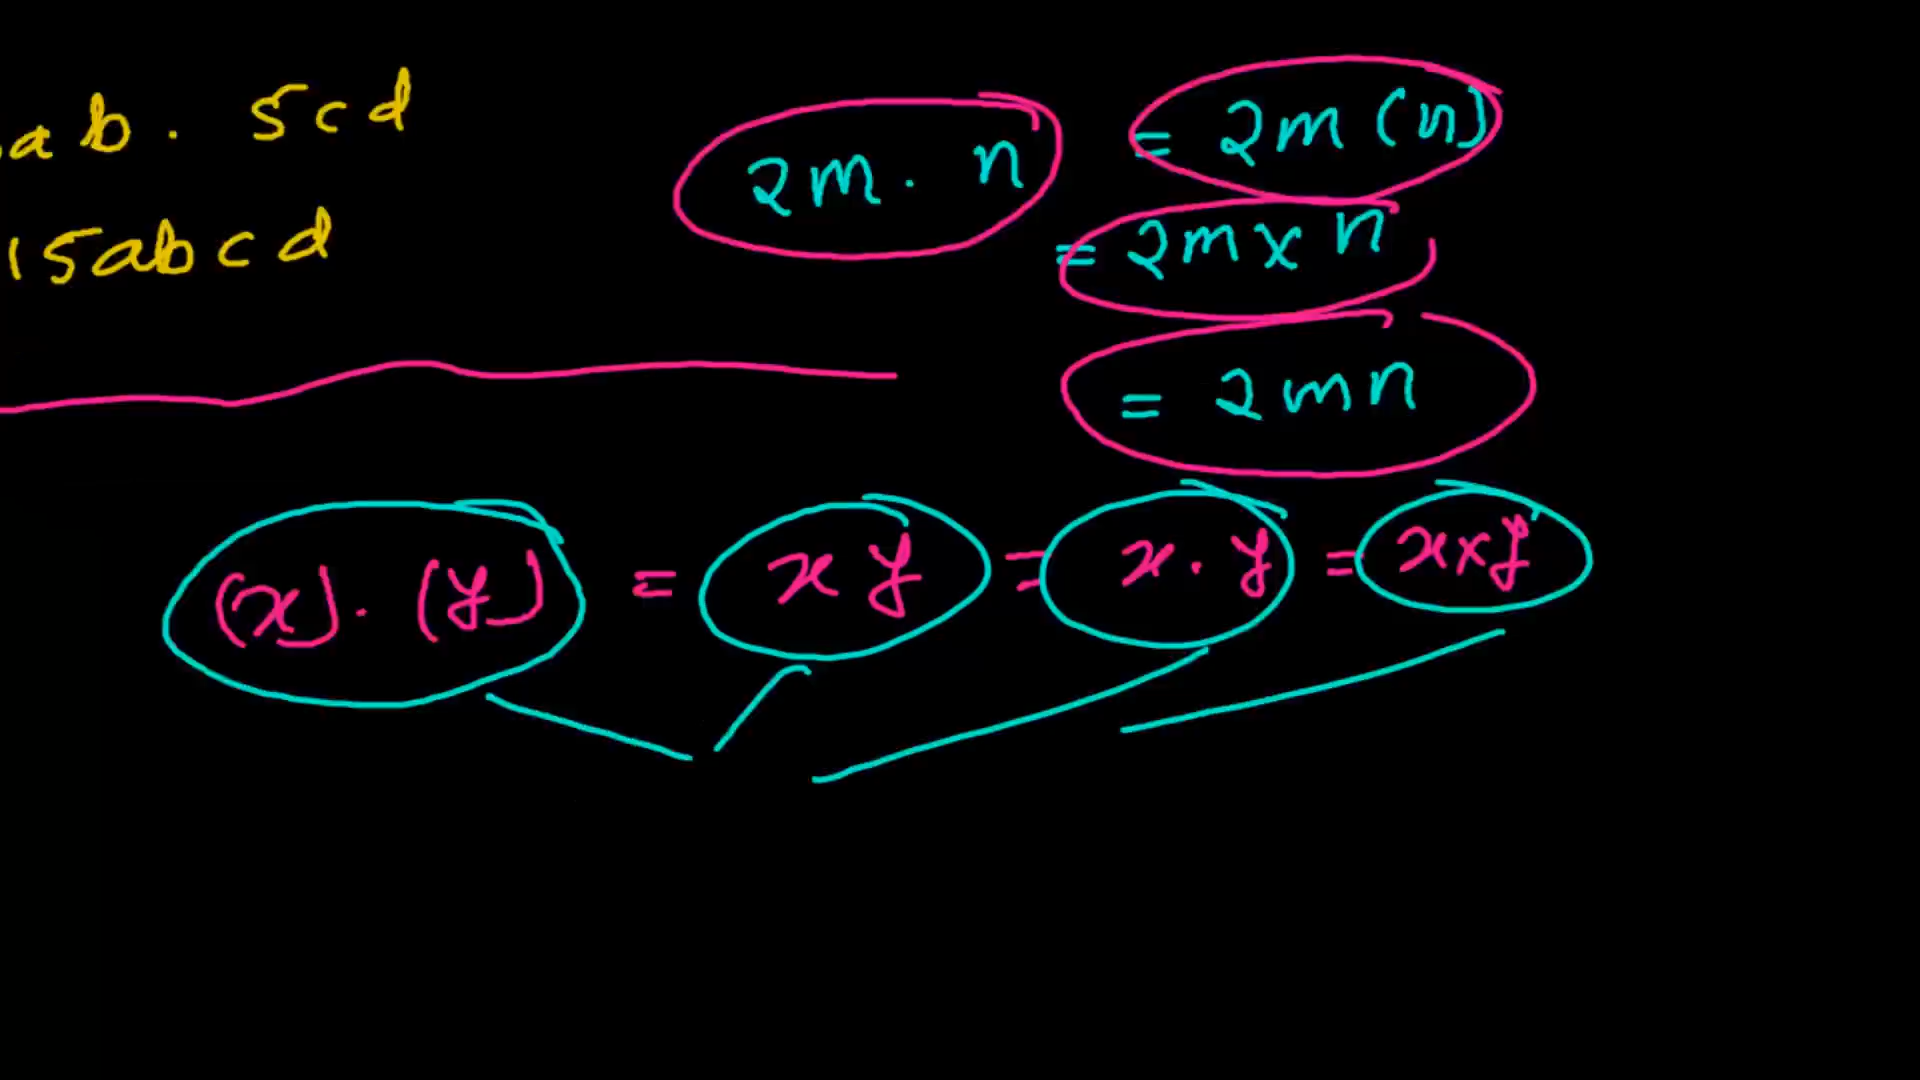 ab . 5cd
15abcd
2m . n = 2m (n)
= 2m x n
= 2mn
(x) . (y) = xy = x . y = x x y